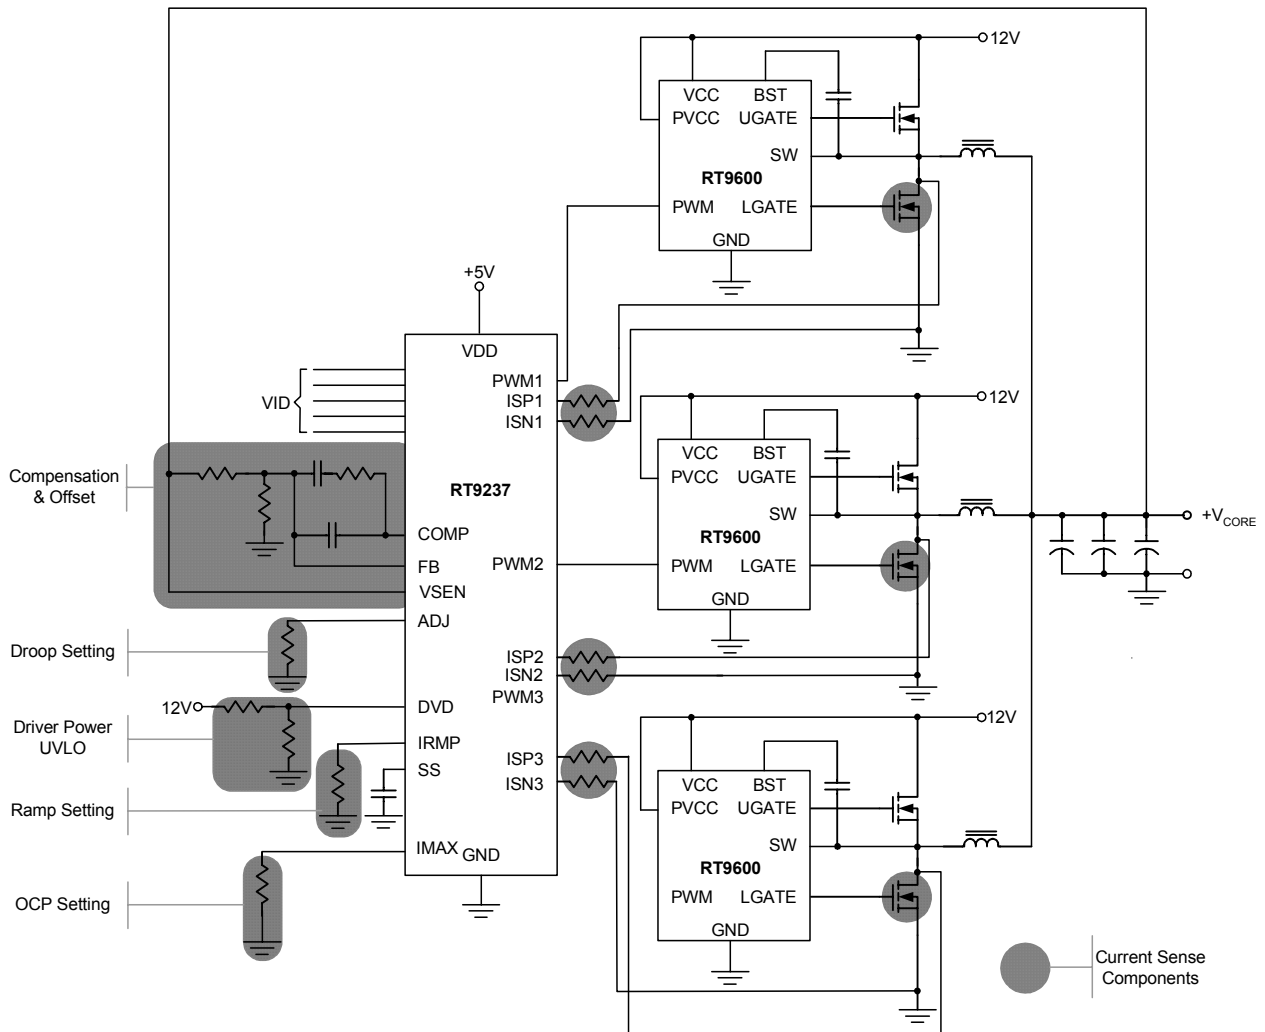 12V
VCC
BST
PVCC
UGATE
SW
RT9600
PWM
LGATE
GND
+5V
VDD
VID
PWM1
ISP1
ISN1
12V
VCC
BST
PVCC
UGATE
SW
RT9600
PWM
LGATE
GND
Compensation
& Offset
RT9237
COMP
FB
VSEN
PWM2
+VCORE
ADJ
Droop Setting
ISP2
ISN2
PWM3
12V
DVD
Driver Power
UVLO
IRMP
SS
ISP3
ISN3
Ramp Setting
12V
VCC
BST
PVCC
UGATE
SW
RT9600
PWM
LGATE
GND
IMAX
GND
OCP Setting
Current Sense
Components